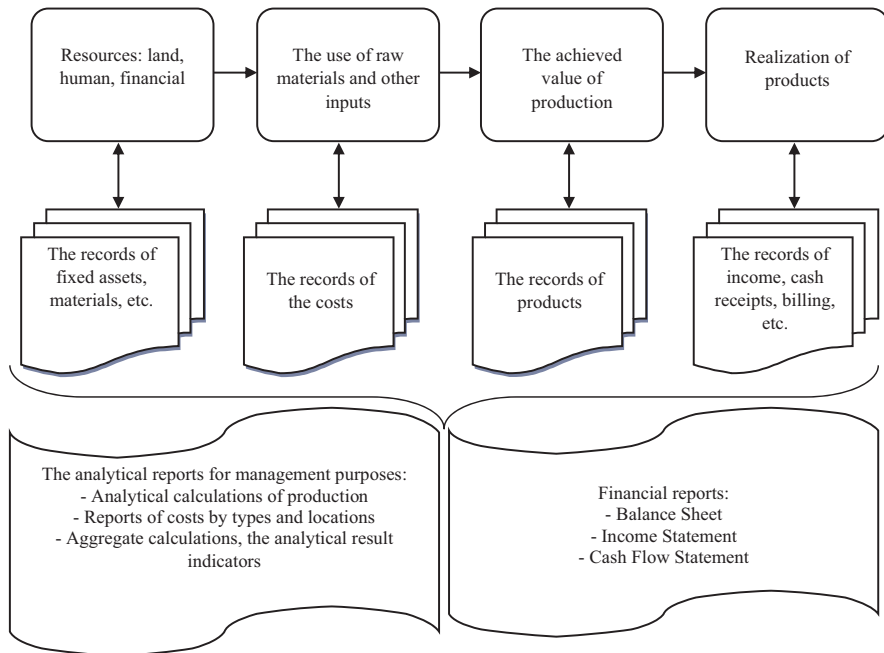 Resources: land,
human, financial
The use of raw
materials and other
inputs
The achieved
value of
production
Realization of
products
The records of
fixed assets,
materials, etc.
The records of
the costs
The records of
products
The records of
income, cash
receipts, billing,
etc.
The analytical reports for management purposes:
- Analytical calculations of production
- Reports of costs by types and locations
- Aggregate calculations, the analytical result
indicators
Financial reports:
- Balance Sheet
- Income Statement
- Cash Flow Statement